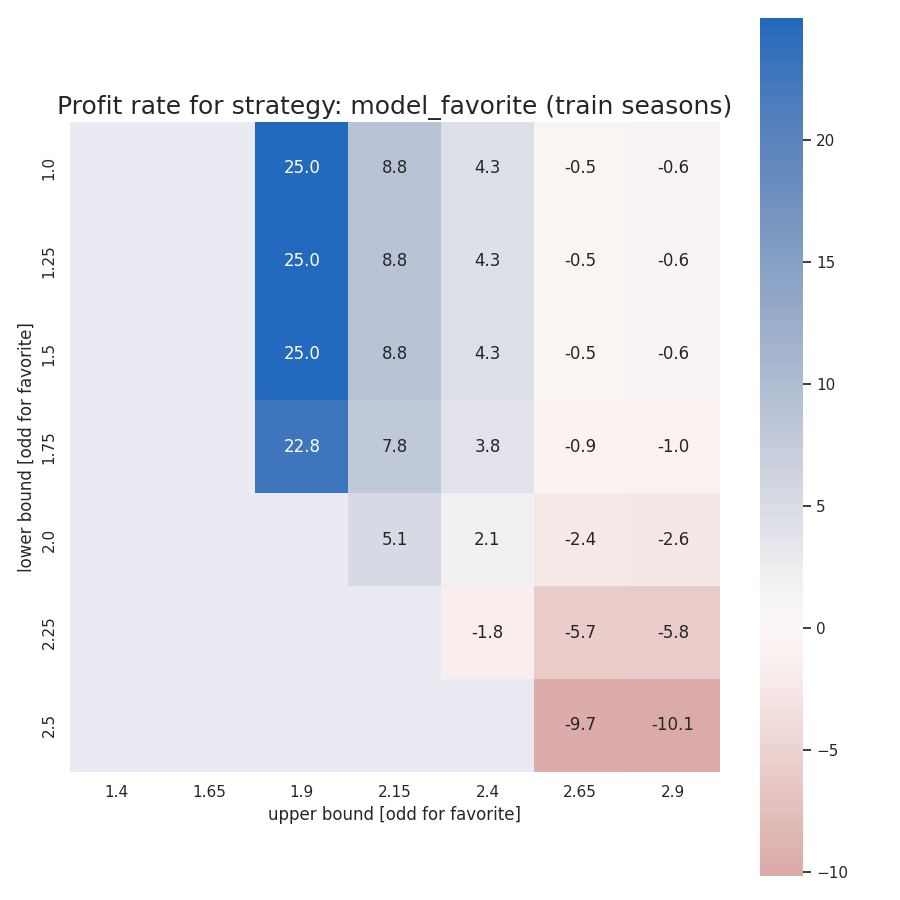 Profit rate for strategy: model_favorite (train seasons)
1.0 25.0 8.8 4.3 -0.5 -0.6
1.25 25.0 8.8 4.3 -0.5 -0.6
1.5 25.0 8.8 4.3 -0.5 -0.6
1.75 22.8 7.8 3.8 -0.9 -1.0
2.0 5.1 2.1 -2.4 -2.6
2.25 -1.8 -5.7 -5.8
2.5 -9.7 -10.1
lower bound [odd for favorite]
1.4 1.65 1.9 2.15 2.4 2.65 2.9
upper bound [odd for favorite]
20
15
10
5
0
−5
−10